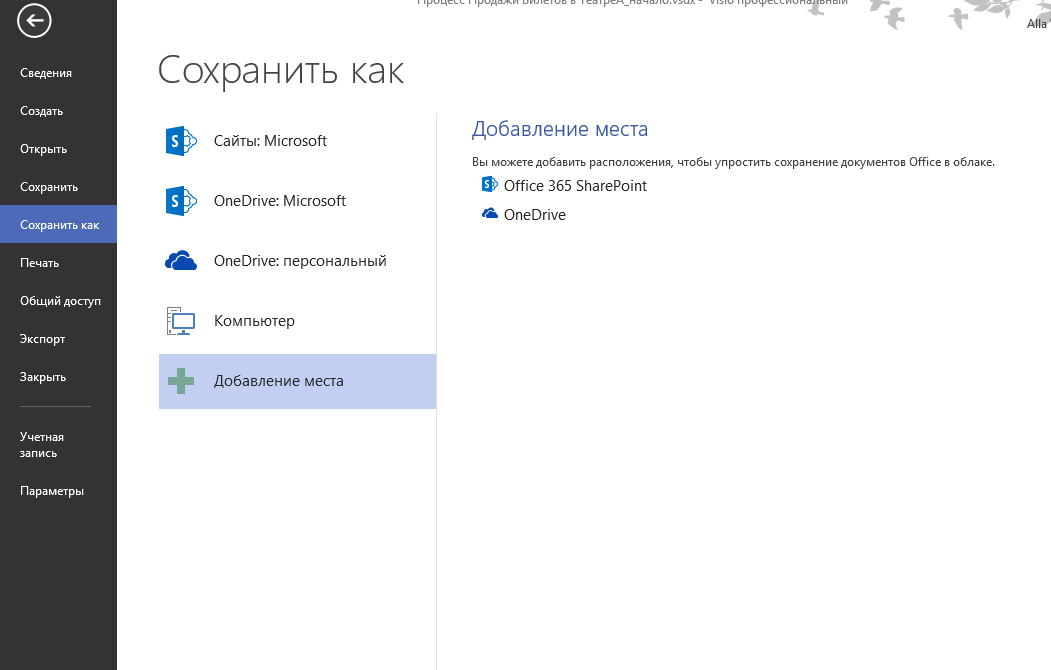 Процесс Продажи Билетов в ТеатреА_начало.vsdx - Visio профессиональный
Alla
Сведения
Создать
Открыть
Сохранить
Сохранить как
Печать
Общий доступ
Экспорт
Закрыть
Учетная
запись
Параметры
Сохранить как
Сайты: Microsoft
OneDrive: Microsoft
OneDrive: персональный
Компьютер
Добавление места
Добавление места
Вы можете добавить расположения, чтобы упростить сохранение документов Office в облаке.
Office 365 SharePoint
OneDrive